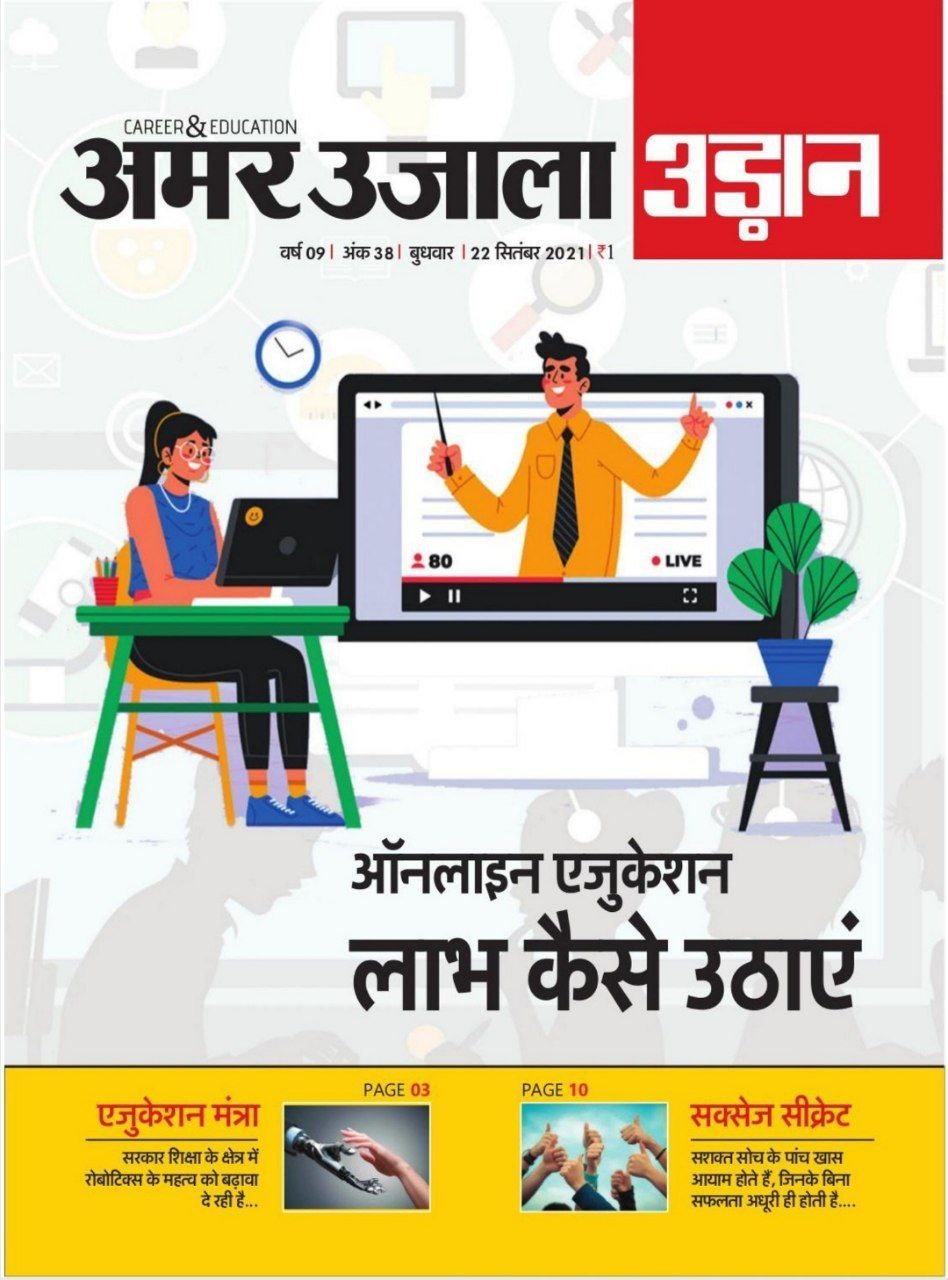 CAREER & EDUCATION
अमर उजाला उड़ान
वर्ष 09 | अंक 38 | बुधवार | 22 सितंबर 2021 | ₹1
80
LIVE
ऑनलाइन एजुकेशन
लाभ कैसे उठाएं
PAGE 03
एजुकेशन मंत्रा
सरकार शिक्षा के क्षेत्र में
रोबोटिक्स के महत्व को बढ़ावा
दे रही है...
PAGE 10
सक्सेज सीक्रेट
सशक्त सोच के पांच खास
आयाम होते हैं, जिनके बिना
सफलता अधूरी ही होती है....